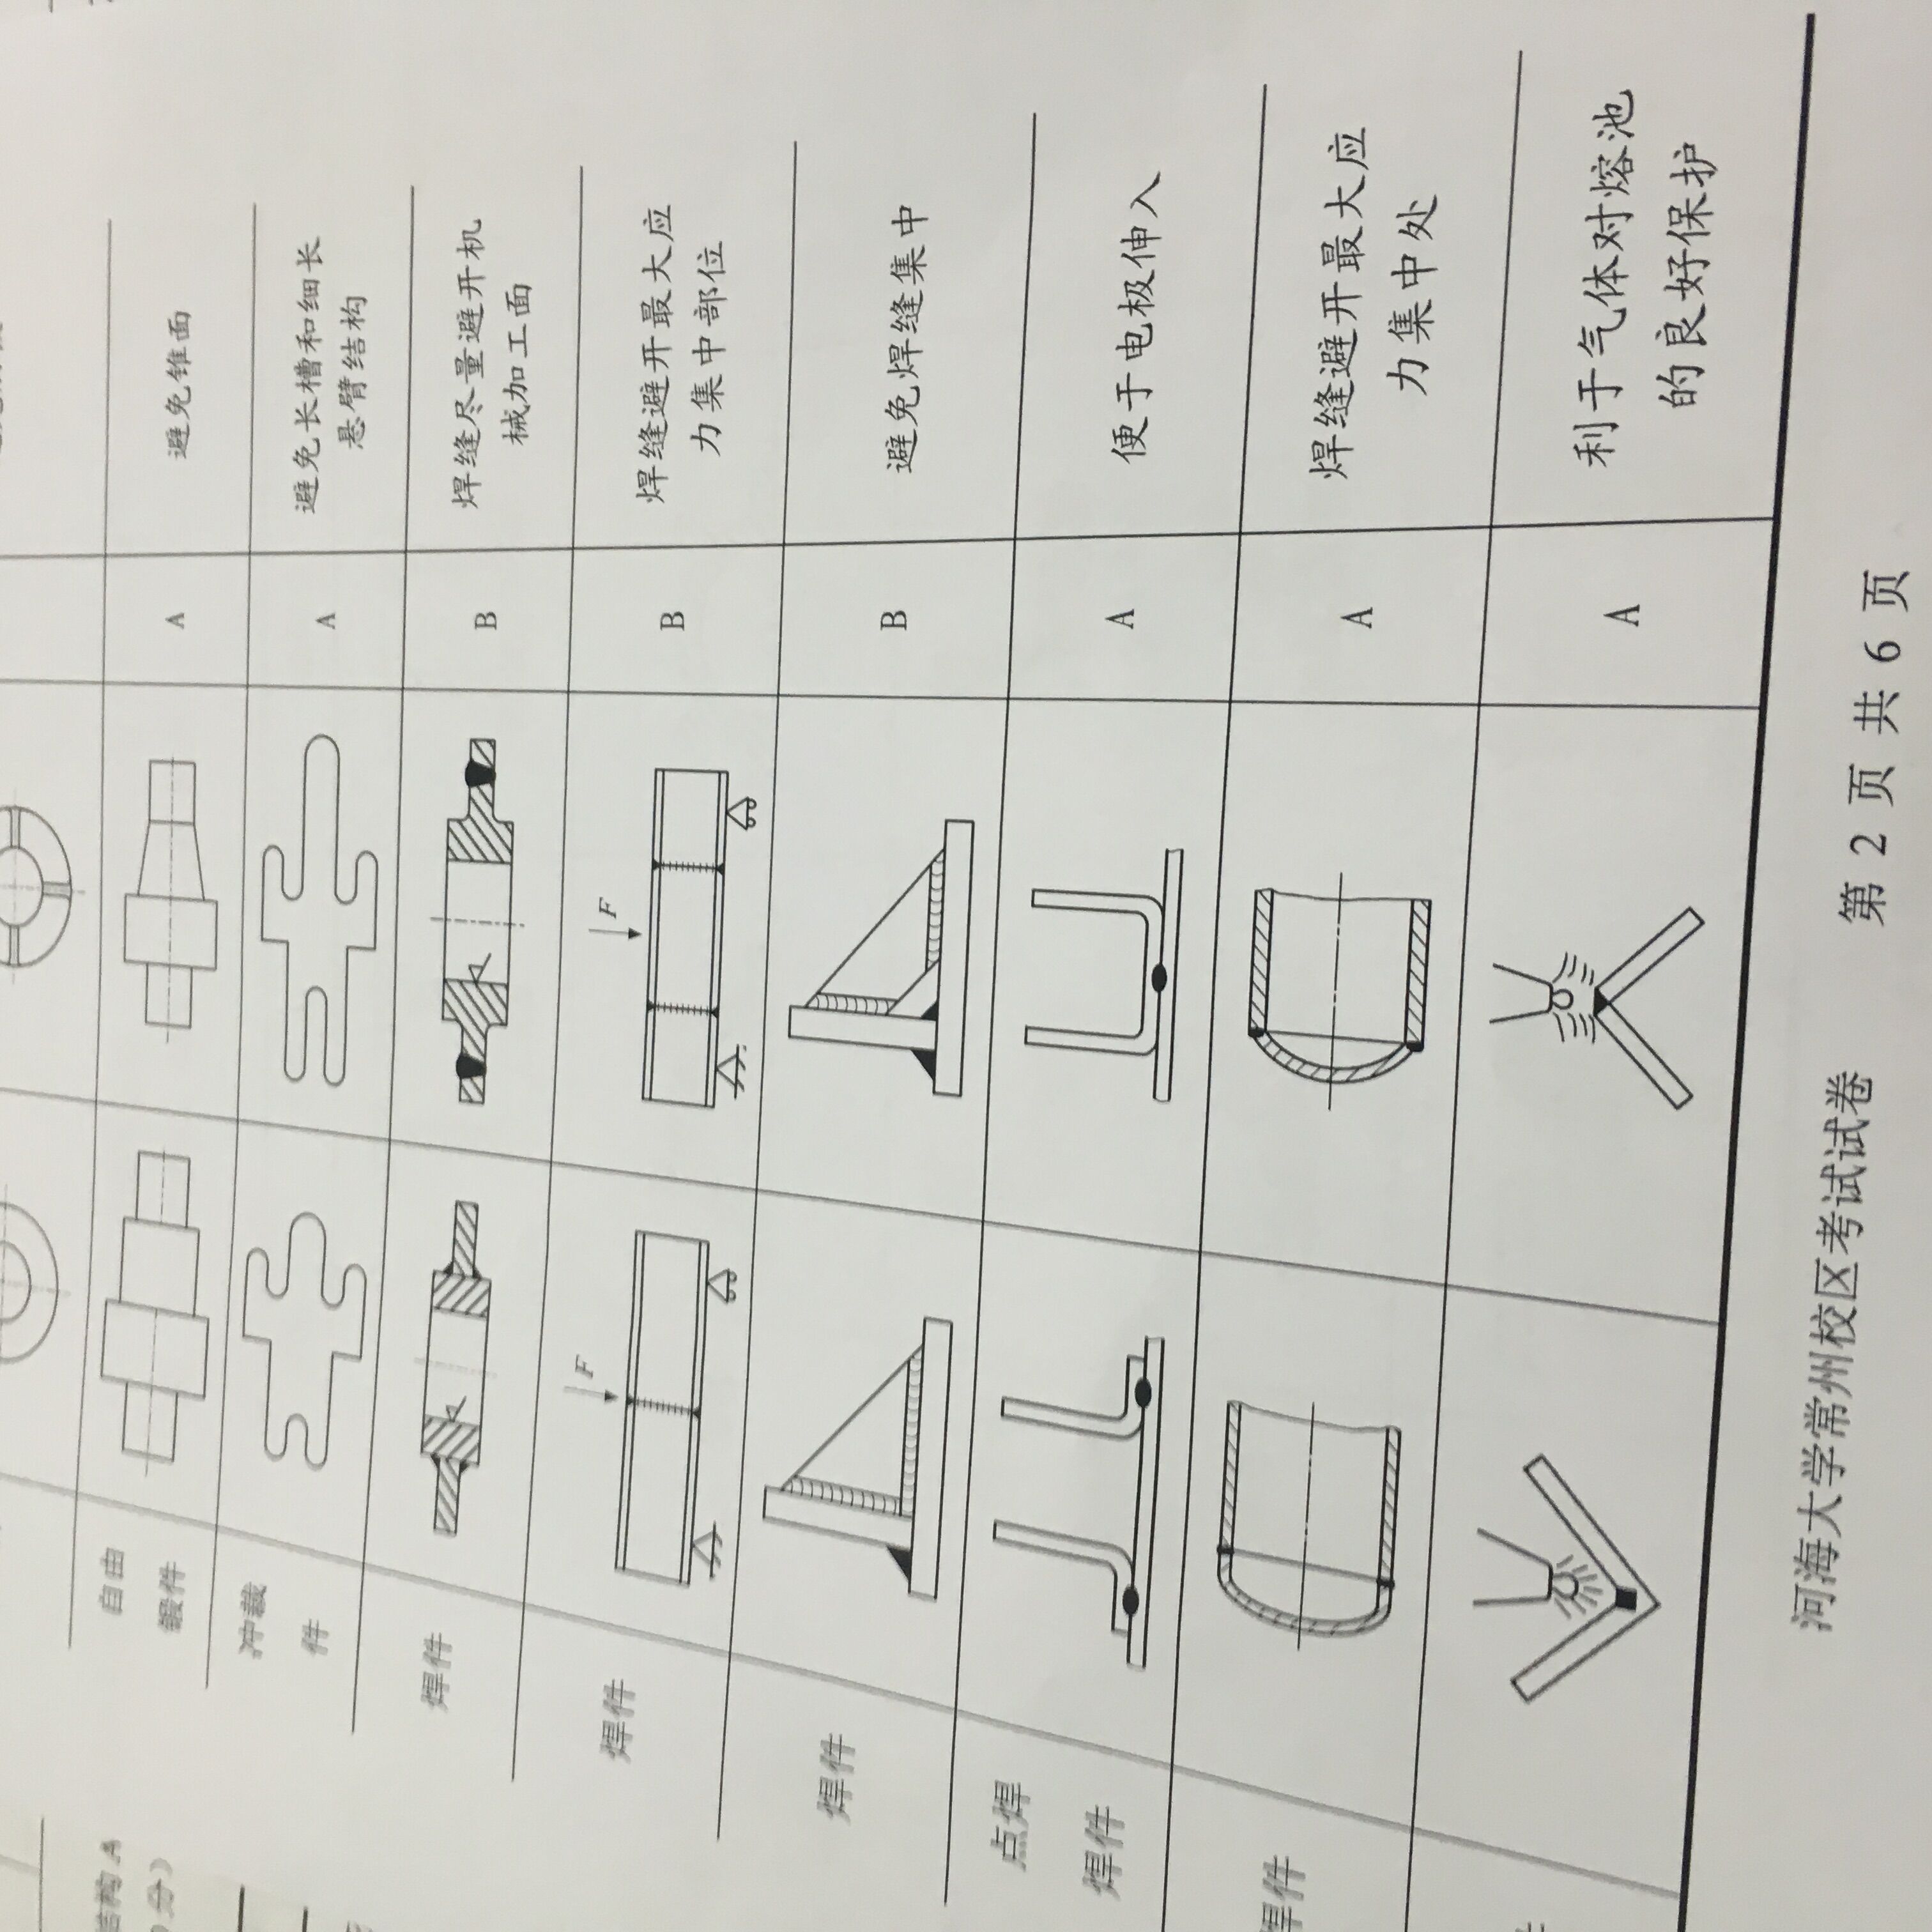 结构 A
分）
自由
锻件
A
避免锥面
冲裁
件
A
避免长槽和细长
悬臂结构
焊件
B
焊缝尽量避开机
械加工面
焊件
F
F
B
焊缝避开最大应
力集中部位
焊件
B
避免焊缝集中
点焊
焊件
A
便于电极伸入
焊件
A
焊缝避开最大应
力集中处
A
利于气体对熔池
的良好保护
河海大学常州校区考试试卷 第 2 页 共 6 页